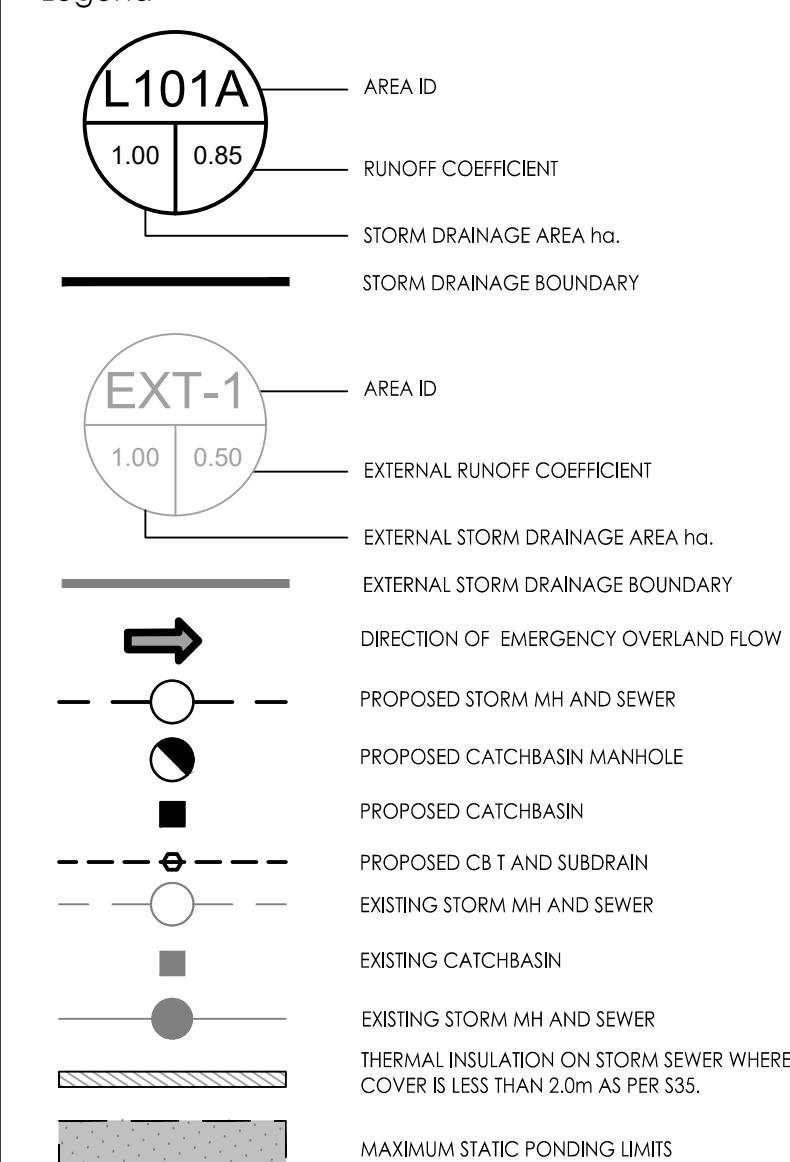 Legend
L101A
AREA ID
1.00 0.85
RUNOFF COEFFICIENT
STORM DRAINAGE AREA ha.
STORM DRAINAGE BOUNDARY
EXT-1
AREA ID
1.00 0.50
EXTERNAL RUNOFF COEFFICIENT
EXTERNAL STORM DRAINAGE AREA ha.
EXTERNAL STORM DRAINAGE BOUNDARY
DIRECTION OF EMERGENCY OVERLAND FLOW
PROPOSED STORM MH AND SEWER
PROPOSED CATCHBASIN MANHOLE
PROPOSED CATCHBASIN
PROPOSED CB T AND SUBDRAIN
EXISTING STORM MH AND SEWER
EXISTING CATCHBASIN
EXISTING STORM MH AND SEWER
THERMAL INSULATION ON STORM SEWER WHERE
COVER IS LESS THAN 2.0m AS PER S35.
MAXIMUM STATIC PONDING LIMITS